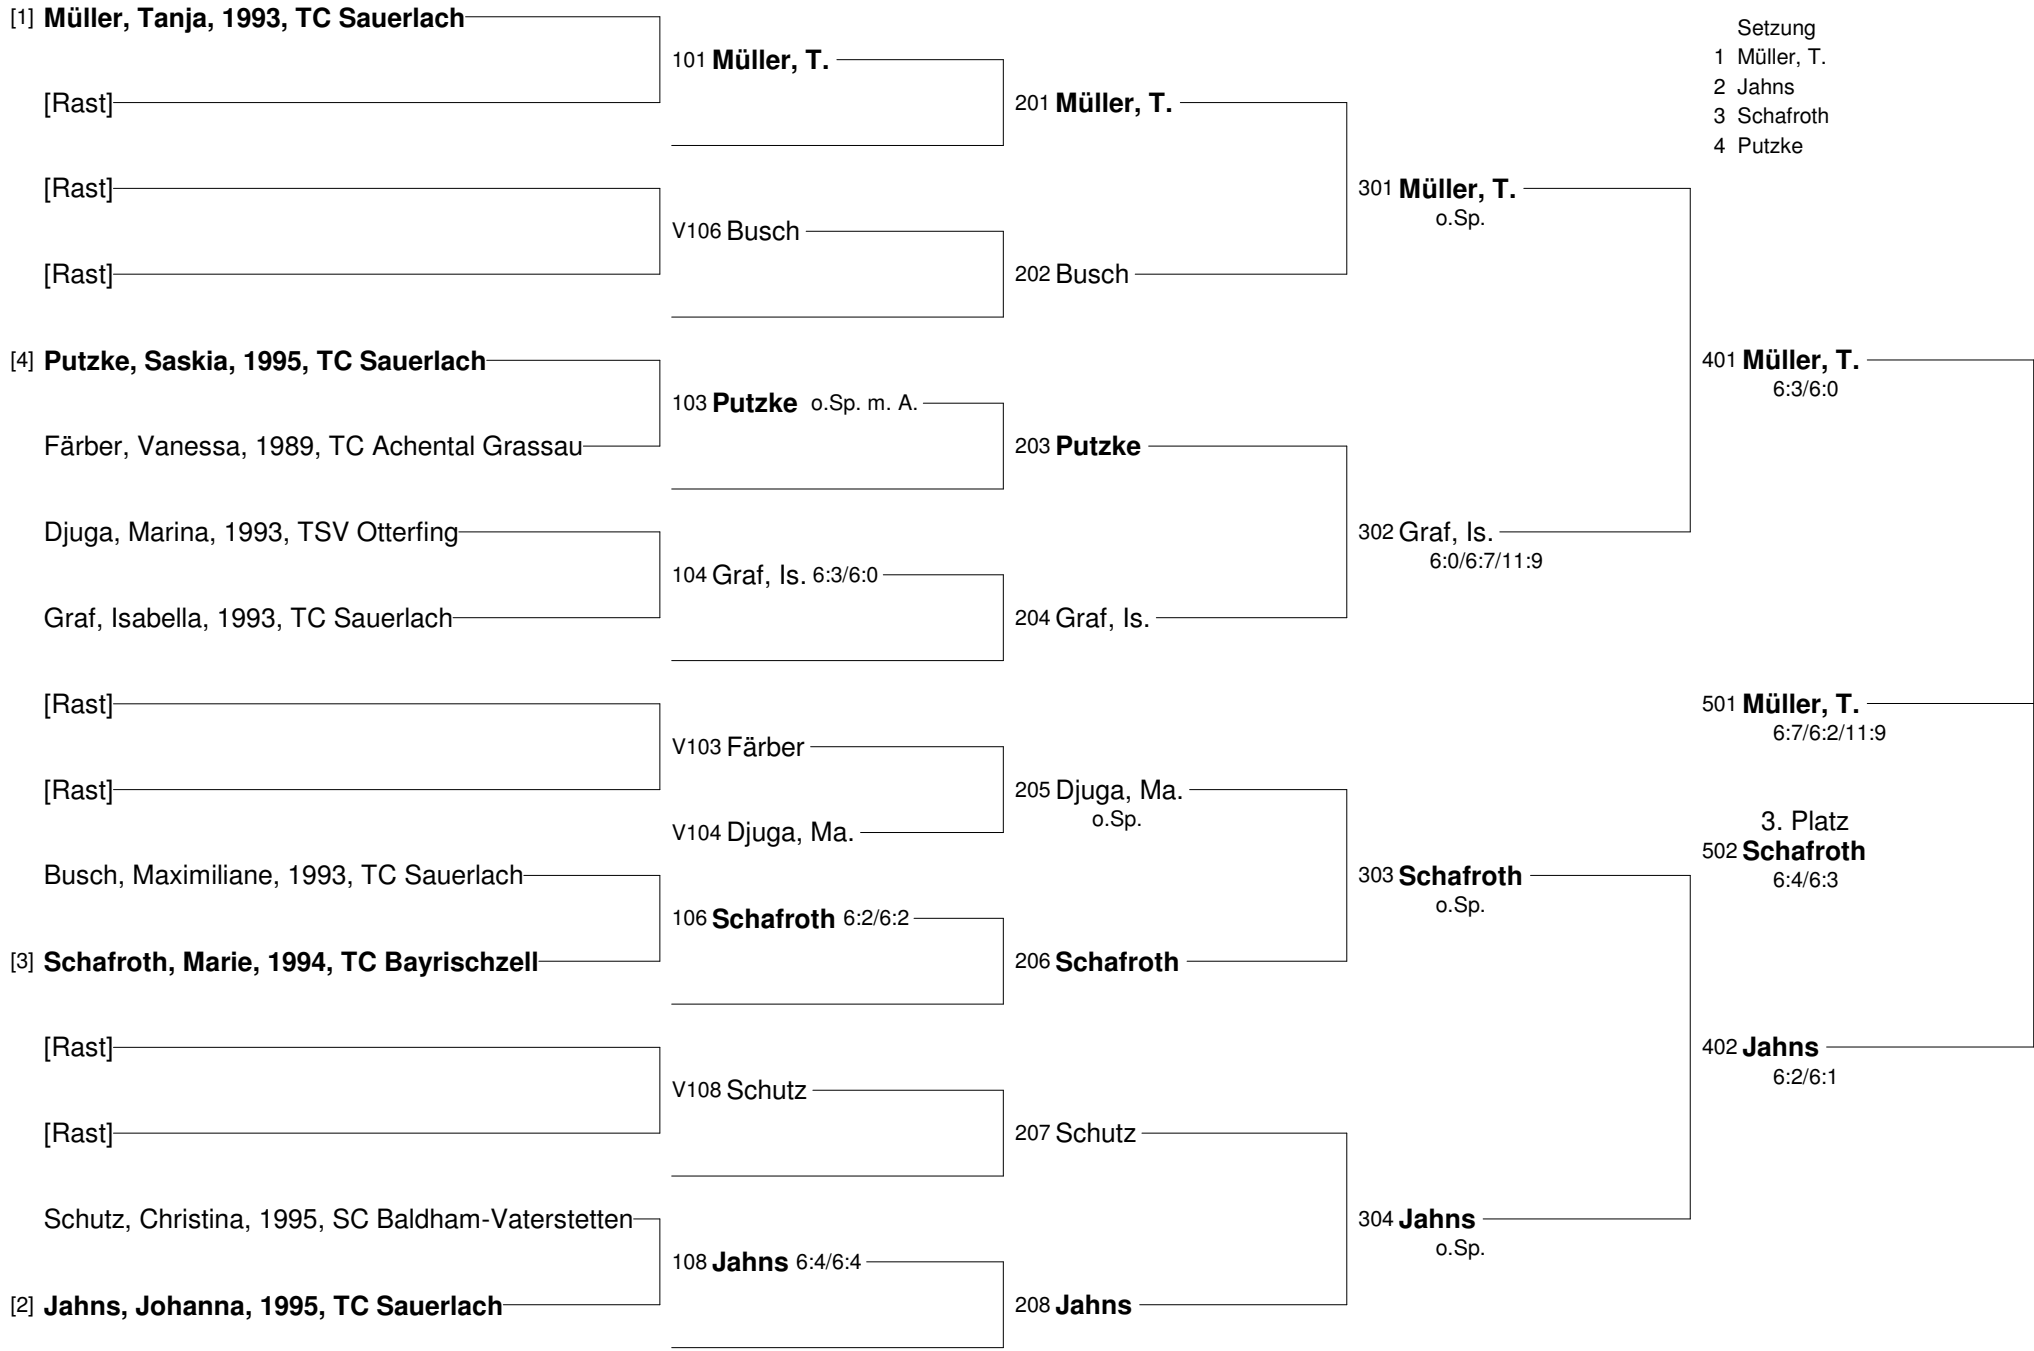 [1] Müller, Tanja, 1993, TC Sauerlach
[Rast]
[Rast]
[Rast]
[4] Putzke, Saskia, 1995, TC Sauerlach
Färber, Vanessa, 1989, TC Achental Grassau
Djuga, Marina, 1993, TSV Otterfing
Graf, Isabella, 1993, TC Sauerlach
[Rast]
[Rast]
Busch, Maximiliane, 1993, TC Sauerlach
[3] Schafroth, Marie, 1994, TC Bayrischzell
[Rast]
[Rast]
Schutz, Christina, 1995, SC Baldham-Vaterstetten
[2] Jahns, Johanna, 1995, TC Sauerlach
101 Müller, T.
V106 Busch
103 Putzke o.Sp. m. A.
104 Graf, Is. 6:3/6:0
V103 Färber
V104 Djuga, Ma.
106 Schafroth 6:2/6:2
V108 Schutz
108 Jahns 6:4/6:4
201 Müller, T.
202 Busch
203 Putzke
204 Graf, Is.
205 Djuga, Ma.
o.Sp.
206 Schafroth
207 Schutz
208 Jahns
301 Müller, T.
o.Sp.
302 Graf, Is.
6:0/6:7/11:9
303 Schafroth
o.Sp.
304 Jahns
o.Sp.
Setzung
1 Müller, T.
2 Jahns
3 Schafroth
4 Putzke
401 Müller, T.
6:3/6:0
501 Müller, T.
6:7/6:2/11:9
3. Platz
502 Schafroth
6:4/6:3
402 Jahns
6:2/6:1